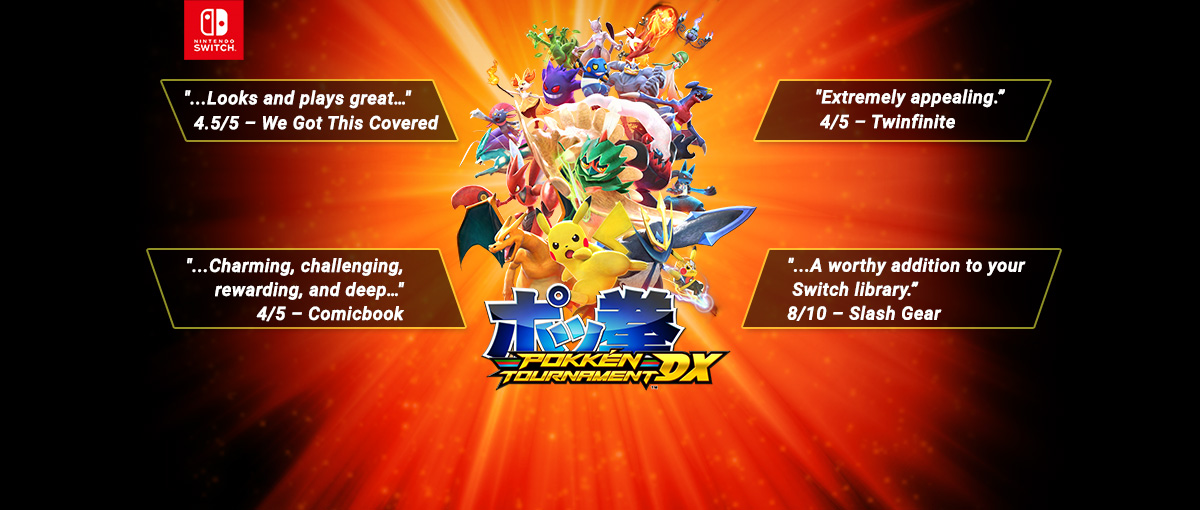 NINTENDO
SWITCH
"...Looks and plays great..."
4.5/5 – We Got This Covered
"Extremely appealing.”
4/5 – Twinfinite
"...Charming, challenging,
rewarding, and deep..."
4/5 – Comicbook
"...A worthy addition to your
Switch library.”
8/10 – Slash Gear
ポッ拳
POKKÉN
TOURNAMENT DX
™